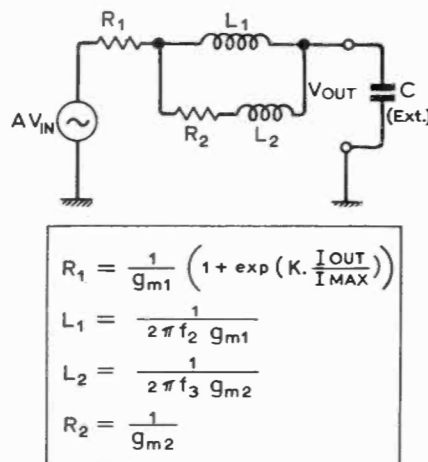 R1
L1
AVIN
R2
L2
VOUT
C
(Ext.)
R1 = 1/gm1 (1 + exp (K. IOUT/IMAX))
L1 = 1/2πf2 gm1
L2 = 1/2πf3 gm2
R2 = 1/gm2